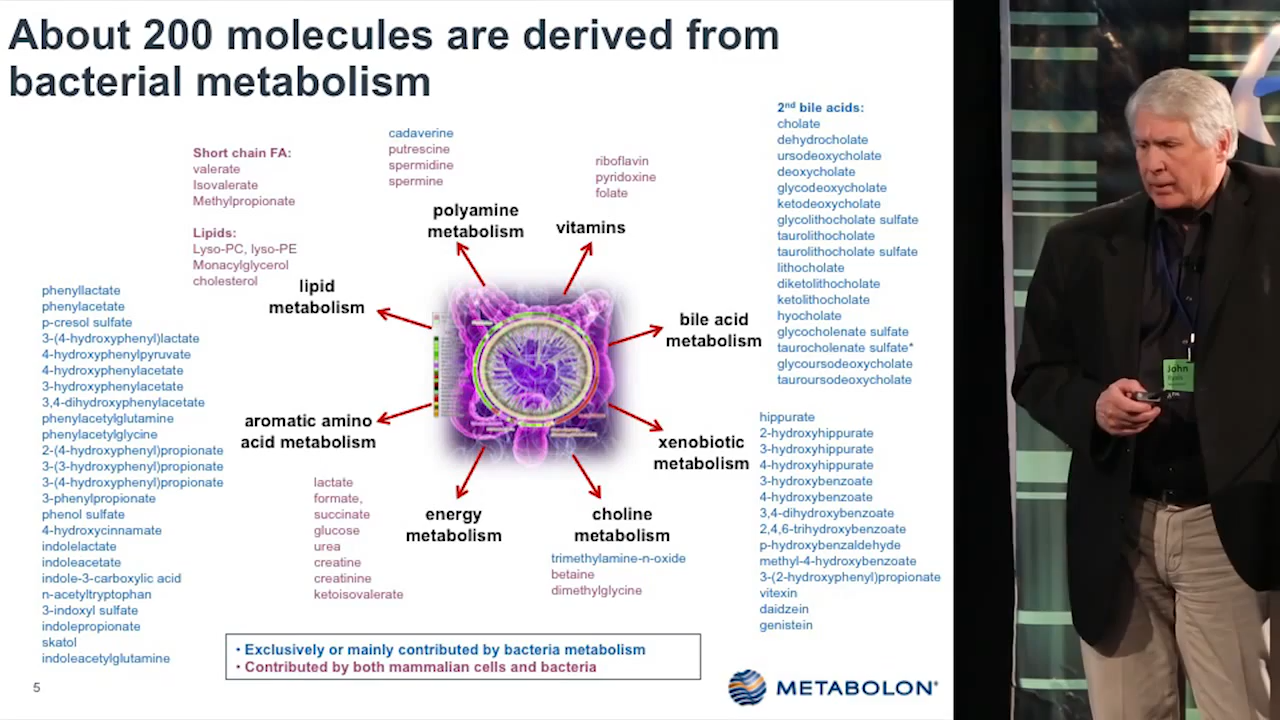 About 200 molecules are derived from
bacterial metabolism
Short chain FA:
valerate
Isovalerate
Methylpropionate
Lipids:
Lyso-PC, lyso-PE
Monacylglycerol
cholesterol
lipid
metabolism
cadaverine
putrescine
spermidine
spermine
polyamine
metabolism
riboflavin
pyridoxine
folate
vitamins
2nd bile acids:
cholate
dehydrocholate
ursodeoxycholate
deoxycholate
glycodeoxycholate
ketodeoxycholate
glycolithocholate sulfate
taurolithocholate
taurolithocholate sulfate
lithocholate
diketolithocholate
ketolithocholate
hyocholate
glycocholenate sulfate
taurocholenate sulfate*
glycoursodeoxycholate
tauroursodeoxycholate
bile acid
metabolism
phenyllactate
phenylacetate
p-cresol sulfate
3-(4-hydroxyphenyl)lactate
4-hydroxyphenylpyruvate
4-hydroxyphenylacetate
3-hydroxyphenylacetate
3,4-dihydroxyphenylacetate
phenylacetylglutamine
phenylacetylglycine
2-(4-hydroxyphenyl)propionate
3-(3-hydroxyphenyl)propionate
3-(4-hydroxyphenyl)propionate
3-phenylpropionate
phenol sulfate
4-hydroxycinnamate
indolelactate
indoleacetate
indole-3-carboxylic acid
n-acetyltryptophan
3-indoxyl sulfate
indolepropionate
skatol
indoleacetylglutamine
aromatic amino
acid metabolism
lactate
formate,
succinate
glucose
urea
creatine
creatinine
ketoisovalerate
energy
metabolism
choline
metabolism
trimethylamine-n-oxide
betaine
dimethylglycine
xenobiotic
metabolism
hippurate
2-hydroxyhippurate
3-hydroxyhippurate
4-hydroxyhippurate
3-hydroxybenzoate
4-hydroxybenzoate
3,4-dihydroxybenzoate
2,4,6-trihydroxybenzoate
p-hydroxybenzaldehyde
methyl-4-hydroxybenzoate
3-(2-hydroxyphenyl)propionate
vitexin
daidzein
genistein
• Exclusively or mainly contributed by bacteria metabolism
• Contributed by both mammalian cells and bacteria
5
METABOLON®
John